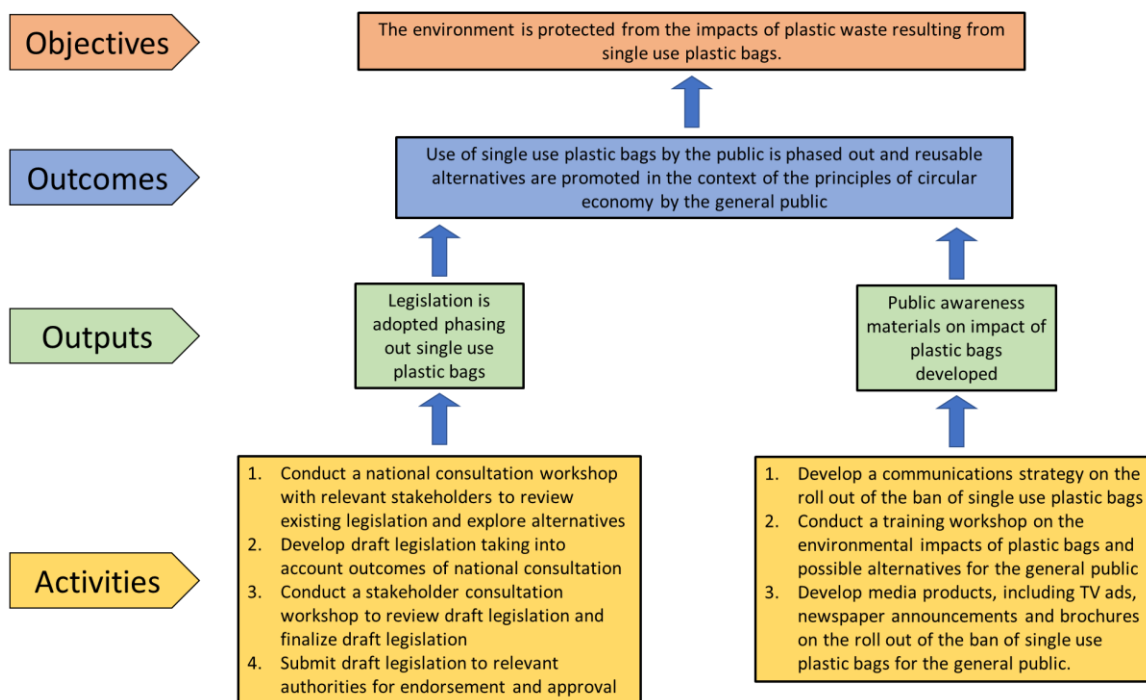 Objectives
The environment is protected from the impacts of plastic waste resulting from
single use plastic bags.
Outcomes
Use of single use plastic bags by the public is phased out and reusable
alternatives are promoted in the context of the principles of circular
economy by the general public
Outputs
Legislation is
adopted phasing
out single use
plastic bags
Public awareness
materials on impact of
plastic bags
developed
Activities
1. Conduct a national consultation workshop
with relevant stakeholders to review
existing legislation and explore alternatives
2. Develop draft legislation taking into
account outcomes of national consultation
3. Conduct a stakeholder consultation
workshop to review draft legislation and
finalize draft legislation
4. Submit draft legislation to relevant
authorities for endorsement and approval
1. Develop a communications strategy on the
roll out of the ban of single use plastic bags
2. Conduct a training workshop on the
environmental impacts of plastic bags and
possible alternatives for the general public
3. Develop media products, including TV ads,
newspaper announcements and brochures
on the roll out of the ban of single use
plastic bags for the general public.